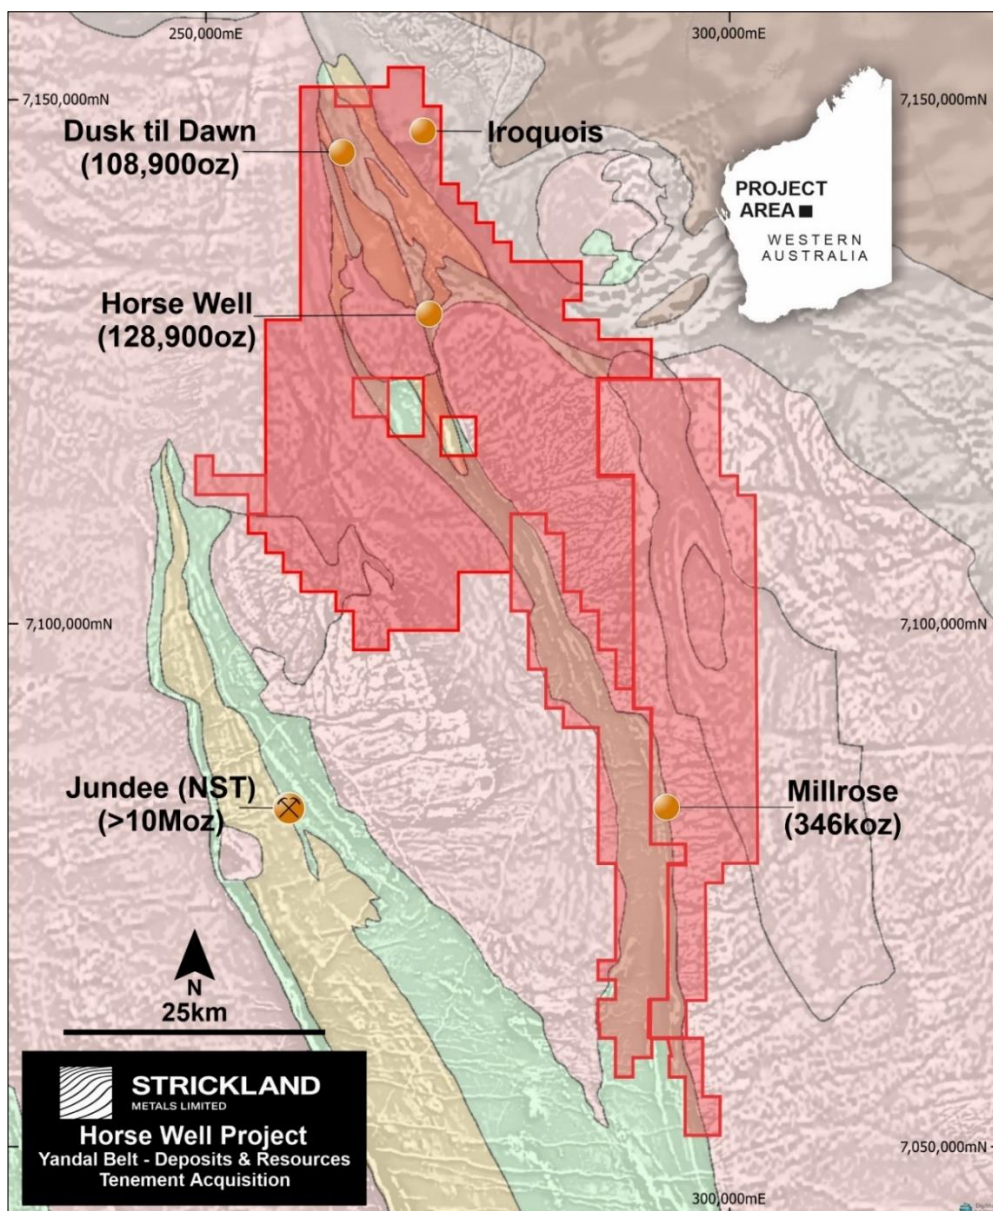 250,000mE
300,000mE
7,150,000mN
7,150,000mN
Dusk til Dawn
(108,900oz)
Iroquois
PROJECT
AREA
WESTERN
AUSTRALIA
Horse Well
(128,900oz)
7,100,000mN
7,100,000mN
Jundee (NST)
(>10Moz)
Millrose
(346koz)
N
25km
STRICKLAND
METALS LIMITED
Horse Well Project
Yandal Belt - Deposits & Resources
Tenement Acquisition
7,050,000mN
300,000mE